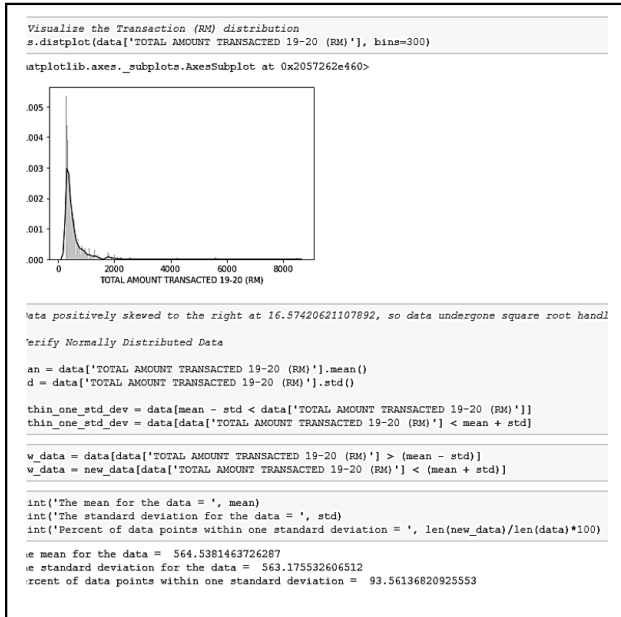 Visualize the Transaction (RM) distribution
s.distplot(data['TOTAL AMOUNT TRANSACTED 19-20 (RM)'], bins=300)
atplotlib.axes._subplots.AxesSubplot at 0x2057262e460>
.005
.004
.003
.002
.001
.000
0 2000 4000 6000 8000
TOTAL AMOUNT TRANSACTED 19-20 (RM)
ata positively skewed to the right at 16.57420621107892, so data undergone square root handl
erify Normally Distributed Data
an = data['TOTAL AMOUNT TRANSACTED 19-20 (RM)'].mean()
d = data['TOTAL AMOUNT TRANSACTED 19-20 (RM)'].std()
thin_one_std_dev = data[mean - std < data['TOTAL AMOUNT TRANSACTED 19-20 (RM)']]
thin_one_std_dev = data[data['TOTAL AMOUNT TRANSACTED 19-20 (RM)'] < mean + std]
w_data = data[data['TOTAL AMOUNT TRANSACTED 19-20 (RM)'] > (mean - std)]
w_data = new_data[data['TOTAL AMOUNT TRANSACTED 19-20 (RM)'] < (mean + std)]
int('The mean for the data = ', mean)
int('The standard deviation for the data = ', std)
int('Percent of data points within one standard deviation = ', len(new_data)/len(data)*100)
e mean for the data = 564.5381463726287
e standard deviation for the data = 563.175532606512
ercent of data points within one standard deviation = 93.56136820925553